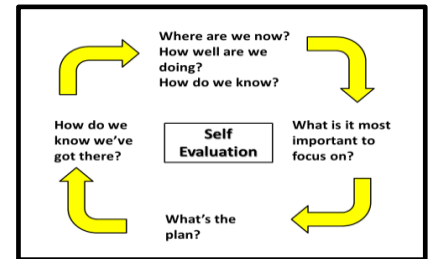 Where are we now?
How well are we
doing?
How do we know?
What is it most
important to
focus on?
What's the
plan?
How do we
know we've
got there?
Self
Evaluation